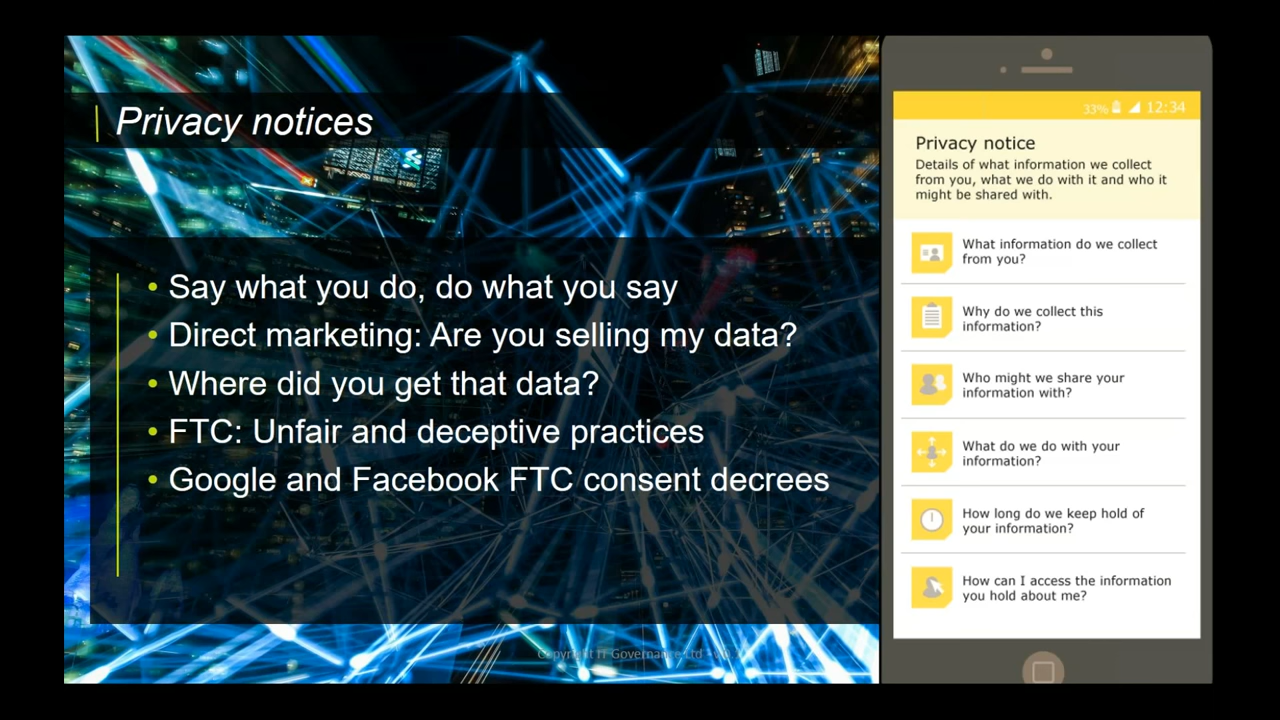 Privacy notices
• Say what you do, do what you say
• Direct marketing: Are you selling my data?
• Where did you get that data?
• FTC: Unfair and deceptive practices
• Google and Facebook FTC consent decrees
Copyright IT Governance Ltd
33% 12:34
Privacy notice
Details of what information we collect
from you, what we do with it and who it
might be shared with.
What information do we collect
from you?
Why do we collect this
information?
Who might we share your
information with?
What do we do with your
information?
How long do we keep hold of
your information?
How can I access the information
you hold about me?